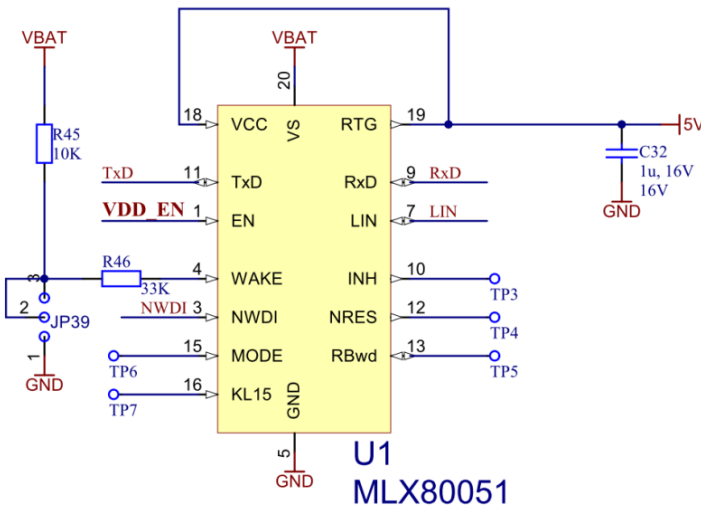 VBAT
VBAT
20
18
VCC
VS
RTG
19
5V
R45
10K
C32
1u, 16V
16V
GND
TxD
11
TxD
RxD
9
RxD
VDD_EN
1
EN
LIN
7
LIN
R46
33K
4
WAKE
INH
10
TP3
3
2
JP39
1
GND
NWDI
3
NWDI
NRES
12
TP4
15
MODE
RBwd
13
TP5
TP6
16
KL15
TP7
GND
5
GND
U1
MLX80051